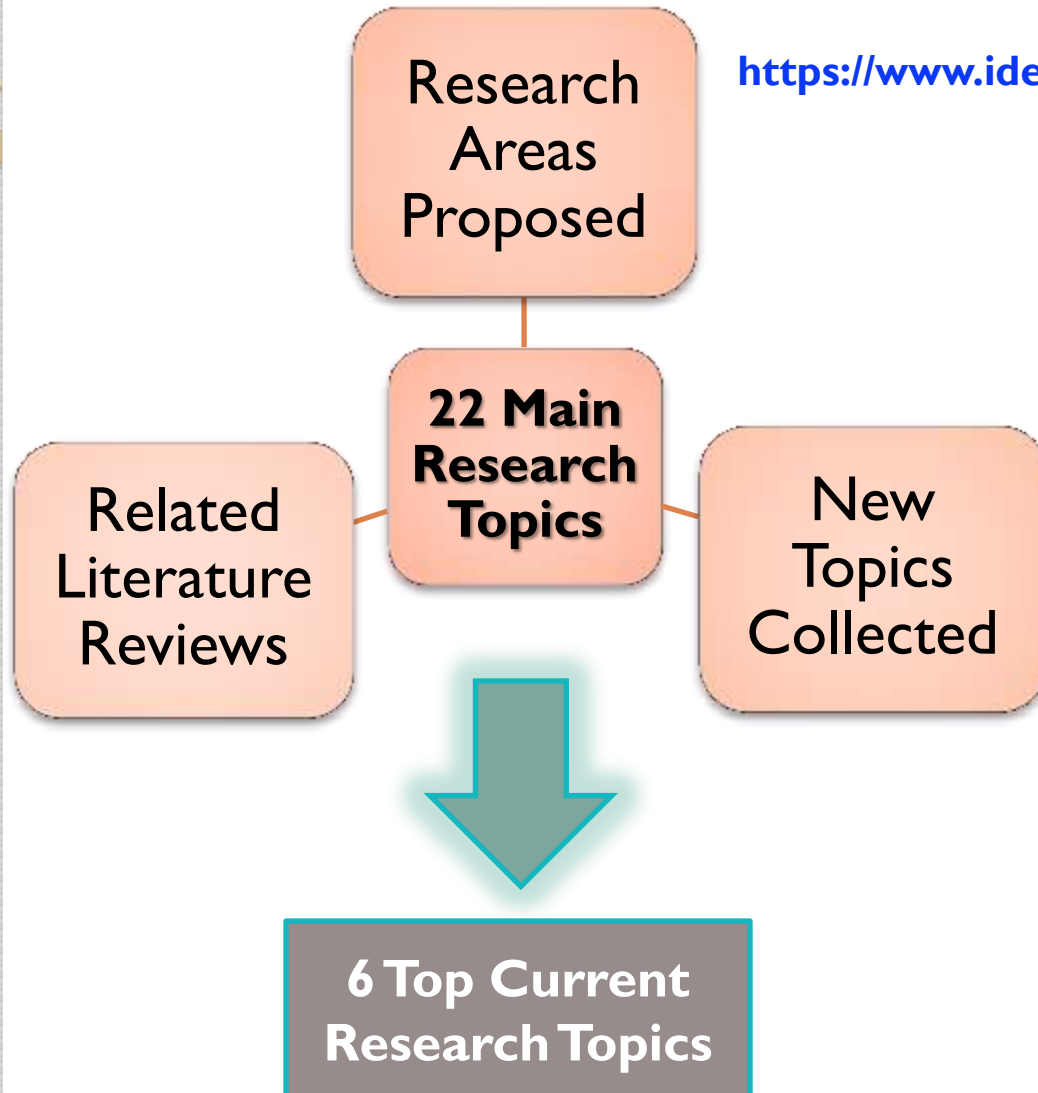 Research
Areas
Proposed
https://www.ide
22 Main
Research
Topics
Related
Literature
Reviews
New
Topics
Collected
6 Top Current
Research Topics